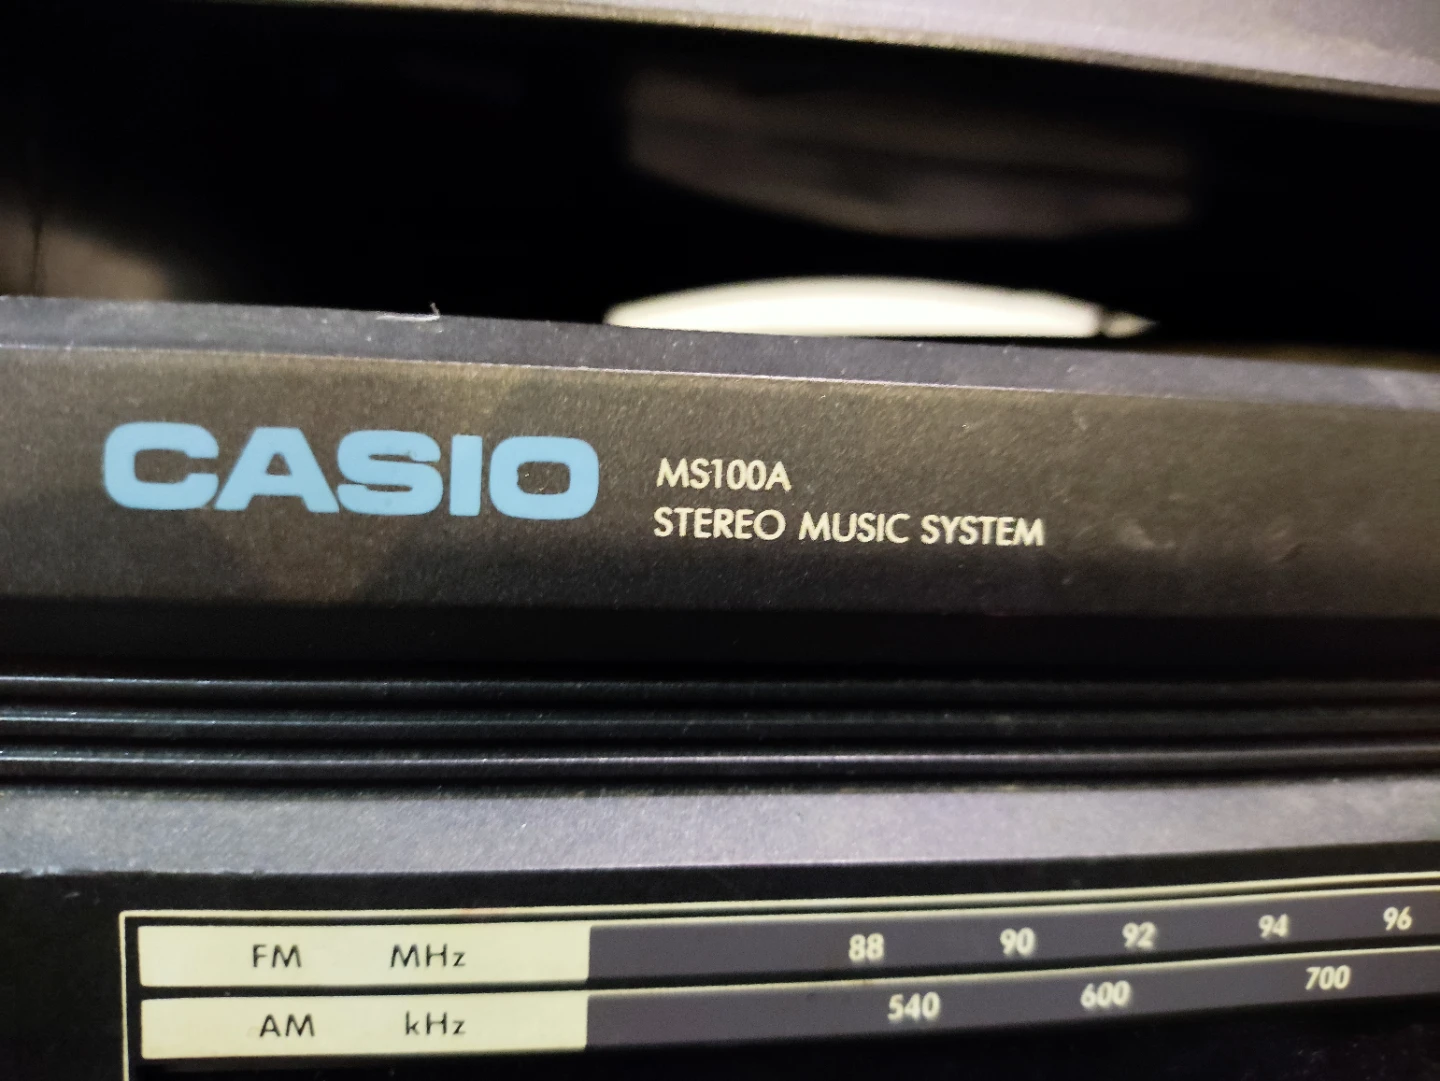 CASIO
MS100A
STEREO MUSIC SYSTEM
FM MHz 88 90 92 94 96
AM kHz 540 600 700